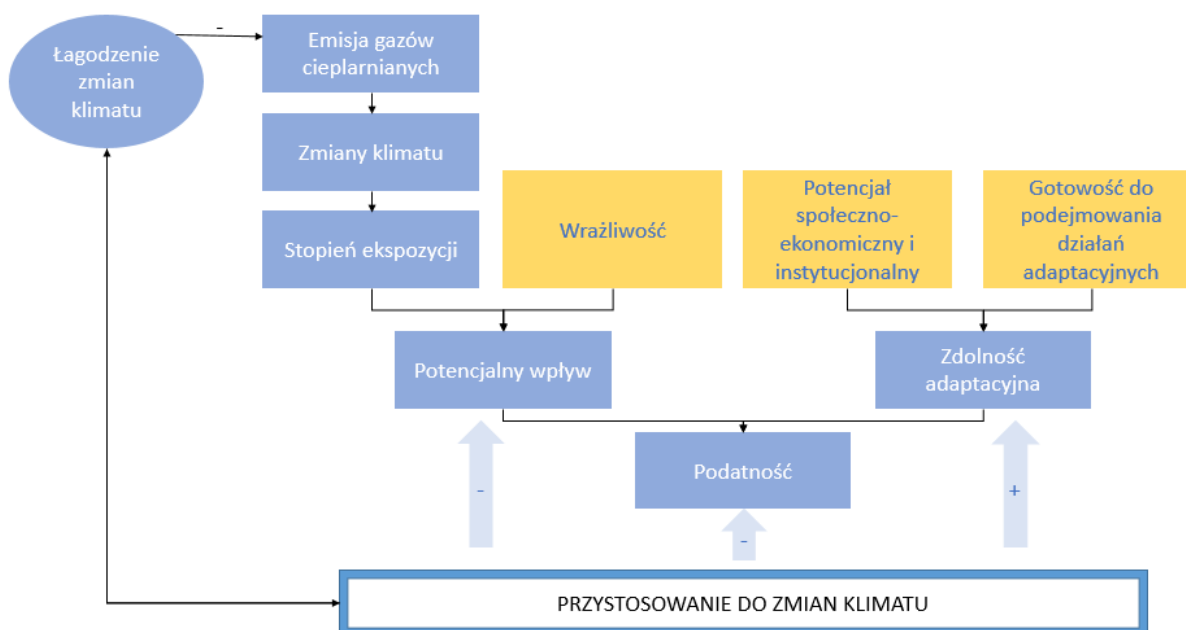 -
Łagodzenie
zmian
klimatu
Emisja gazów
cieplarnianych
Zmiany klimatu
Stopień ekspozycji
Wrażliwość
Potencjał
społeczno-
ekonomiczny i
instytucjonalny
Gotowość do
podejmowania
działań
adaptacyjnych
Potencjalny wpływ
Zdolność
adaptacyjna
Podatność
-
-
+
PRZYSTOSOWANIE DO ZMIAN KLIMATU